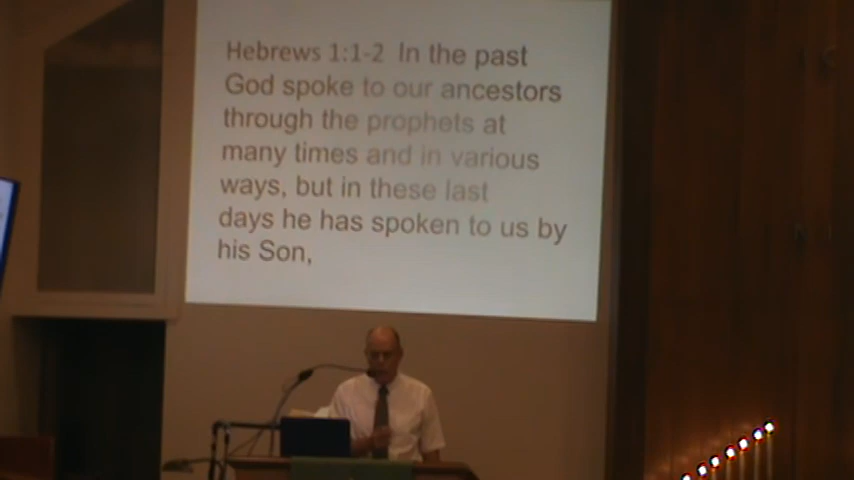 Hebrews 1:1-2 In the past
God spoke to our ancestors
through the prophets at
many times and in various
ways, but in these last
days he has spoken to us by
his Son,